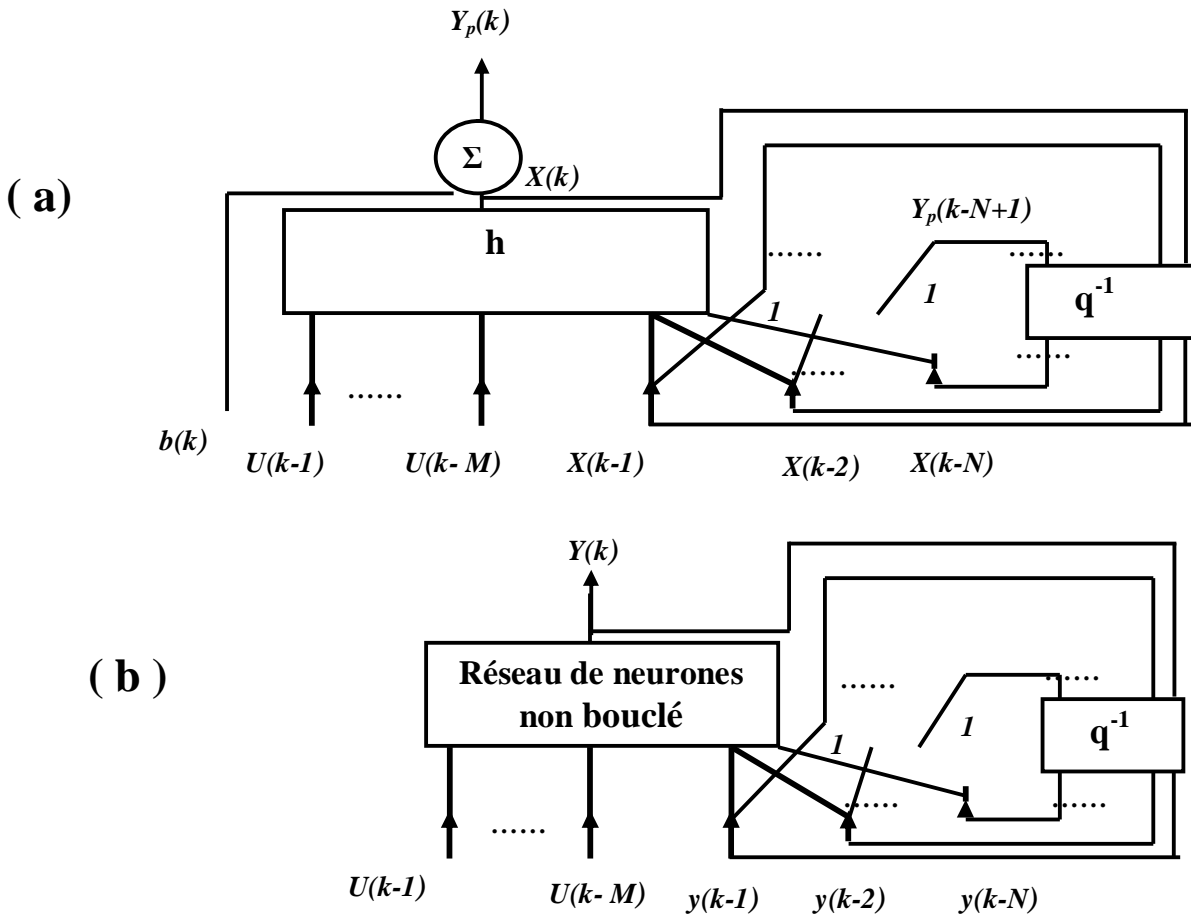 Y_p(k)
Σ
X(k)
( a)
Y_p(k-N+1)
h
......
......
1
1
q^-1
......
......
......
b(k)
U(k-1)
U(k- M)
X(k-1)
X(k-2)
X(k-N)
Y(k)
( b )
Réseau de neurones
non bouclé
......
......
1
1
q^-1
......
......
......
U(k-1)
U(k- M)
y(k-1)
y(k-2)
y(k-N)